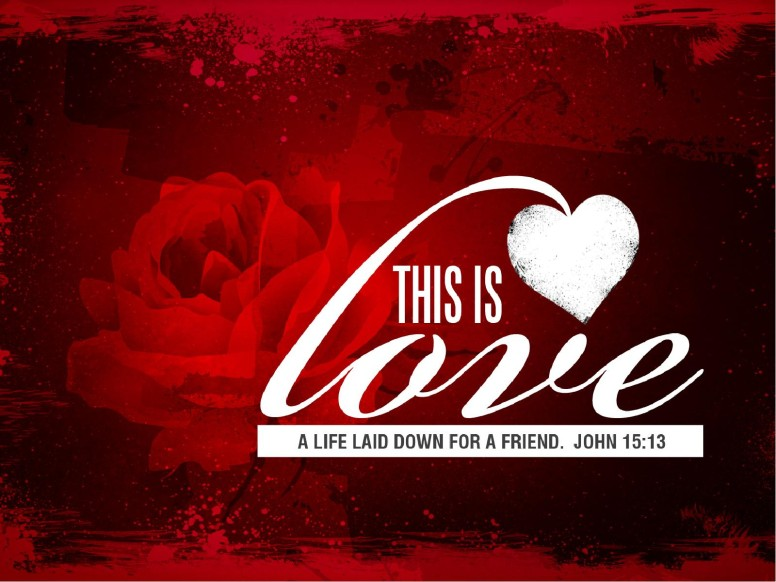 THIS IS
love
A LIFE LAID DOWN FOR A FRIEND. JOHN 15:13